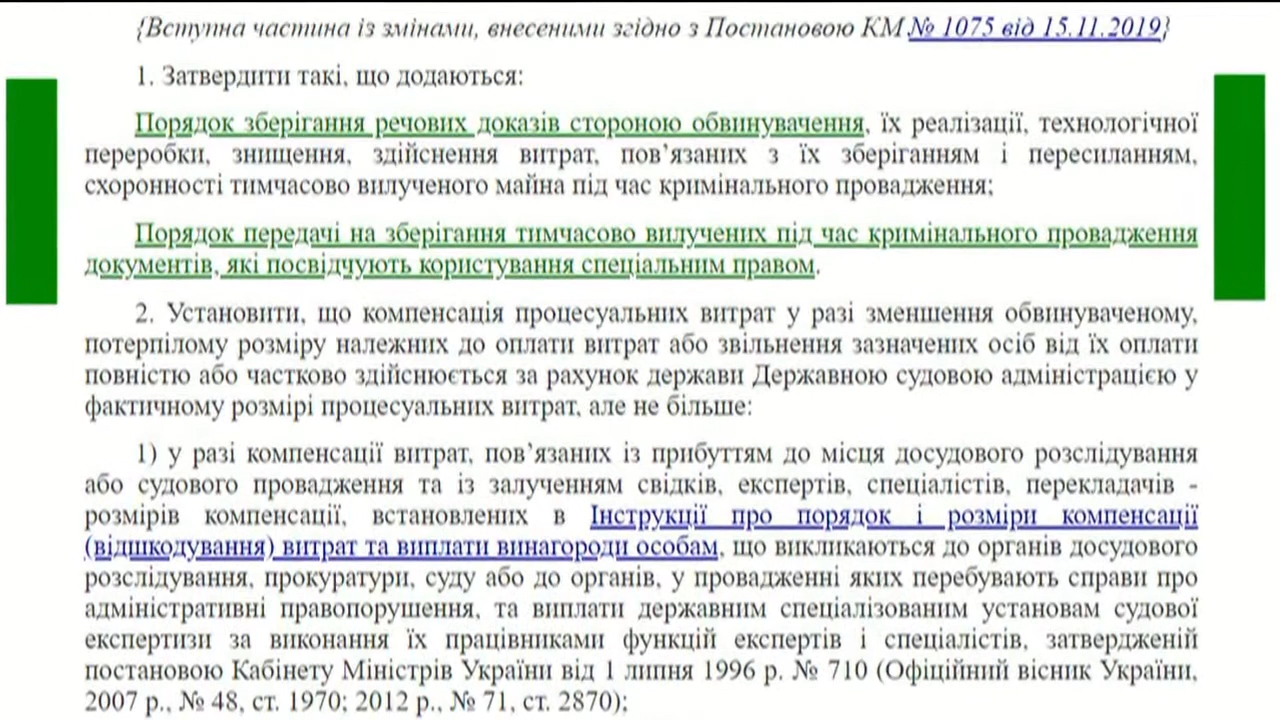 {Вступна частина із змінами, внесеними згідно з Постановою КМ № 1075 від 15.11.2019}
1. Затвердити такі, що додаються:
Порядок зберігання речових доказів стороною обвинувачення, їх реалізації, технологічної
переробки, знищення, здійснення витрат, пов’язаних з їх зберіганням і пересиланням,
схоронності тимчасово вилученого майна під час кримінального провадження;
Порядок передачі на зберігання тимчасово вилучених під час кримінального провадження
документів, які посвідчують користування спеціальним правом.
2. Установити, що компенсація процесуальних витрат у разі зменшення обвинуваченому,
потерпілому розміру належних до оплати витрат або звільнення зазначених осіб від їх оплати
повністю або частково здійснюється за рахунок держави Державною судовою адміністрацією у
фактичному розмірі процесуальних витрат, але не більше:
1) у разі компенсації витрат, пов’язаних із прибуттям до місця досудового розслідування
або судового провадження та із залученням свідків, експертів, спеціалістів, перекладачів -
розмірів компенсації, встановлених в Інструкції про порядок і розміри компенсації
(відшкодування) витрат та виплати винагороди особам, що викликаються до органів досудового
розслідування, прокуратури, суду або до органів, у провадженні яких перебувають справи про
адміністративні правопорушення, та виплати державним спеціалізованим установам судової
експертизи за виконання їх працівниками функцій експертів і спеціалістів, затвердженій
постановою Кабінету Міністрів України від 1 липня 1996 р. № 710 (Офіційний вісник України,
2007 р., № 48, ст. 1970; 2012 р., № 71, ст. 2870);